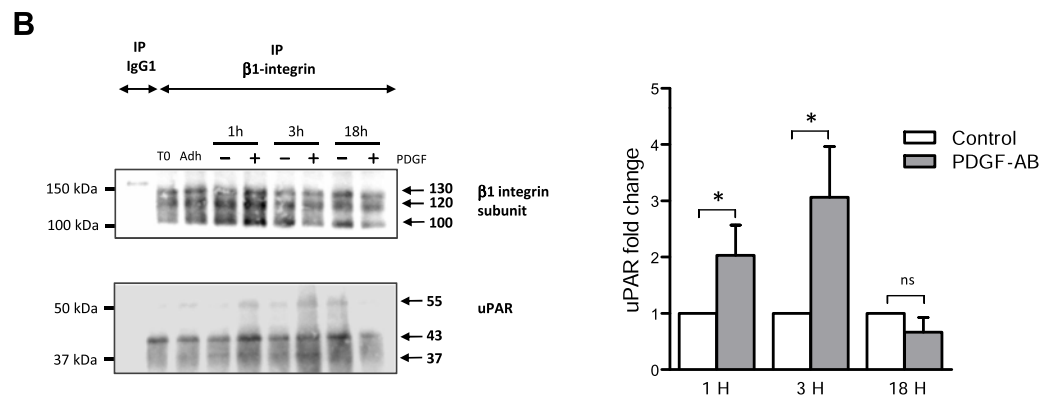 B
IP
IgG1
IP
β1-integrin
1h 3h 18h
T0 Adh − + − + − + PDGF
150 kDa
100 kDa
130
120
100
β1 integrin
subunit
50 kDa
37 kDa
55
43
37
uPAR
uPAR fold change
5
4
3
2
1
0
*
*
ns
1 H 3 H 18 H
Control
PDGF-AB